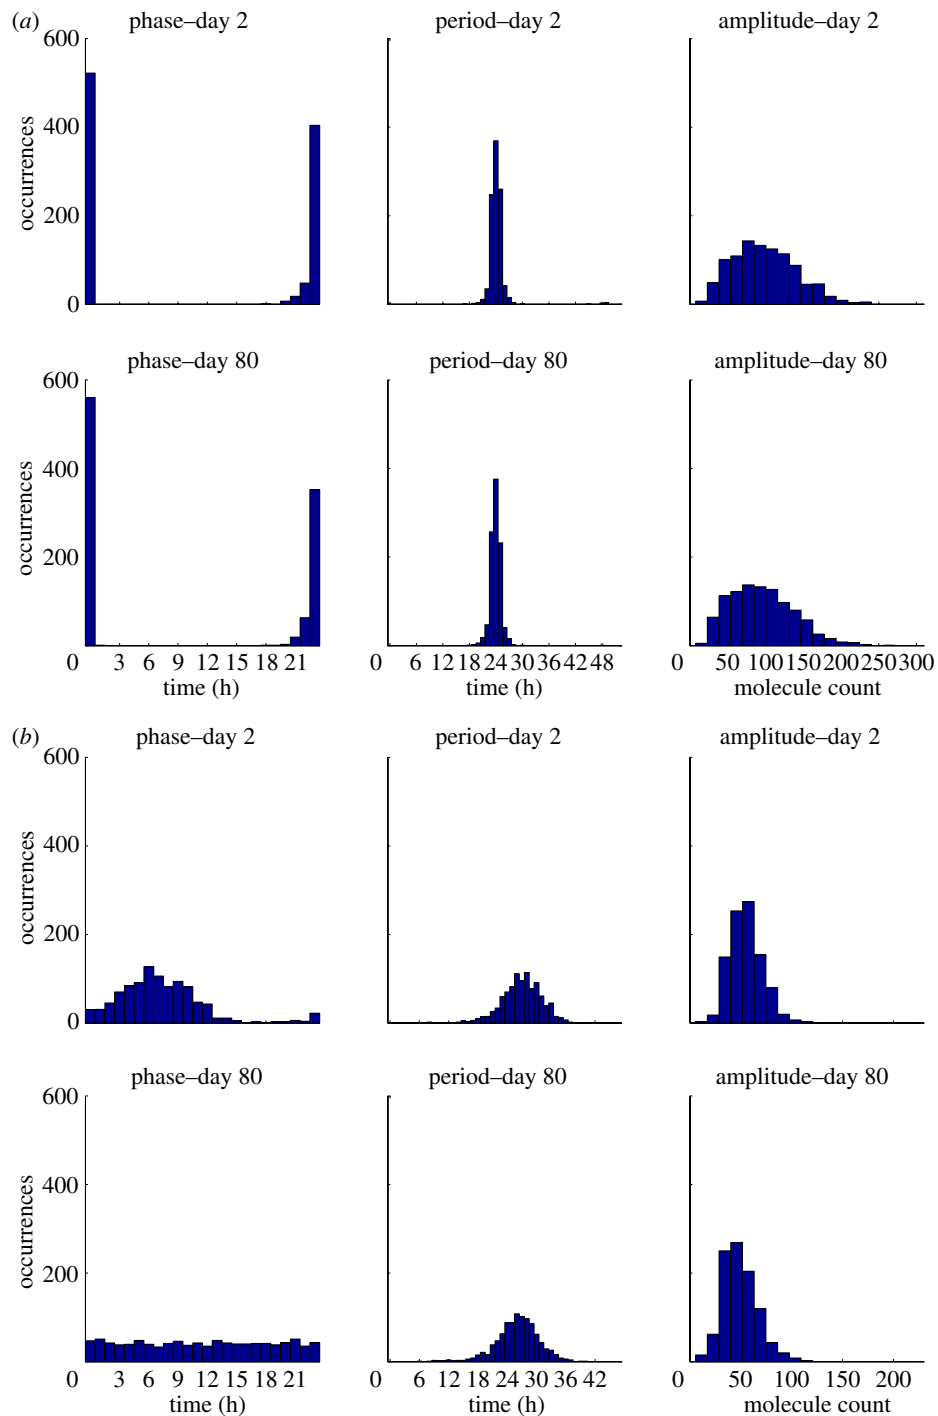 (a) phase–day 2 period–day 2 amplitude–day 2
600
400
200
0
occurrences
phase–day 80 period–day 80 amplitude–day 80
600
400
200
occurrences
0 3 6 9 12 15 18 21 0 6 12 18 24 30 36 42 48 0 50 100 150 200 250 300
time (h) time (h) molecule count
(b) phase–day 2 period–day 2 amplitude–day 2
600
400
200
0
occurrences
phase–day 80 period–day 80 amplitude–day 80
600
400
200
occurrences
0 3 6 9 12 15 18 21 0 6 12 18 24 30 36 42 0 50 100 150 200
time (h) time (h) molecule count